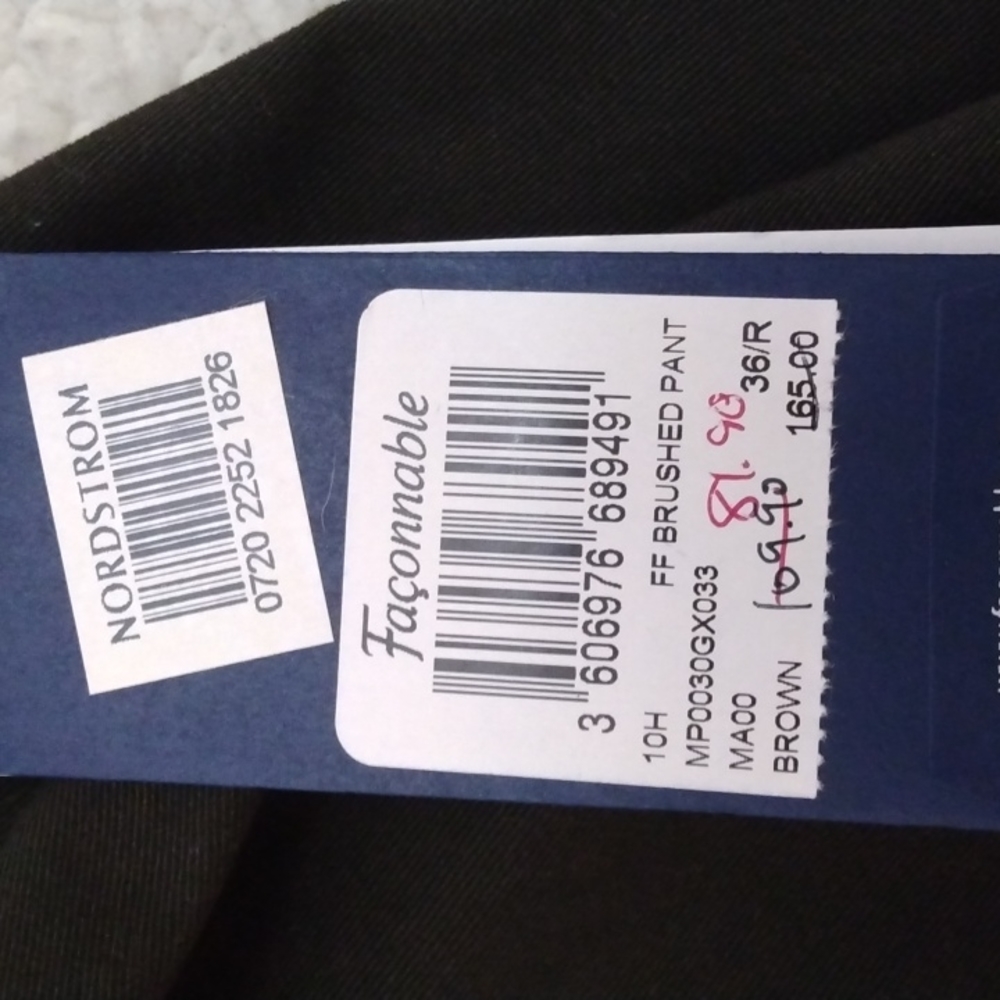 NORDSTROM
0720 2252 1826
Façonnable
3 606976 689491
10H FF BRUSHED PANT
MP0030GX033 81.90
MA00 36/R
BROWN 109.90 165.00